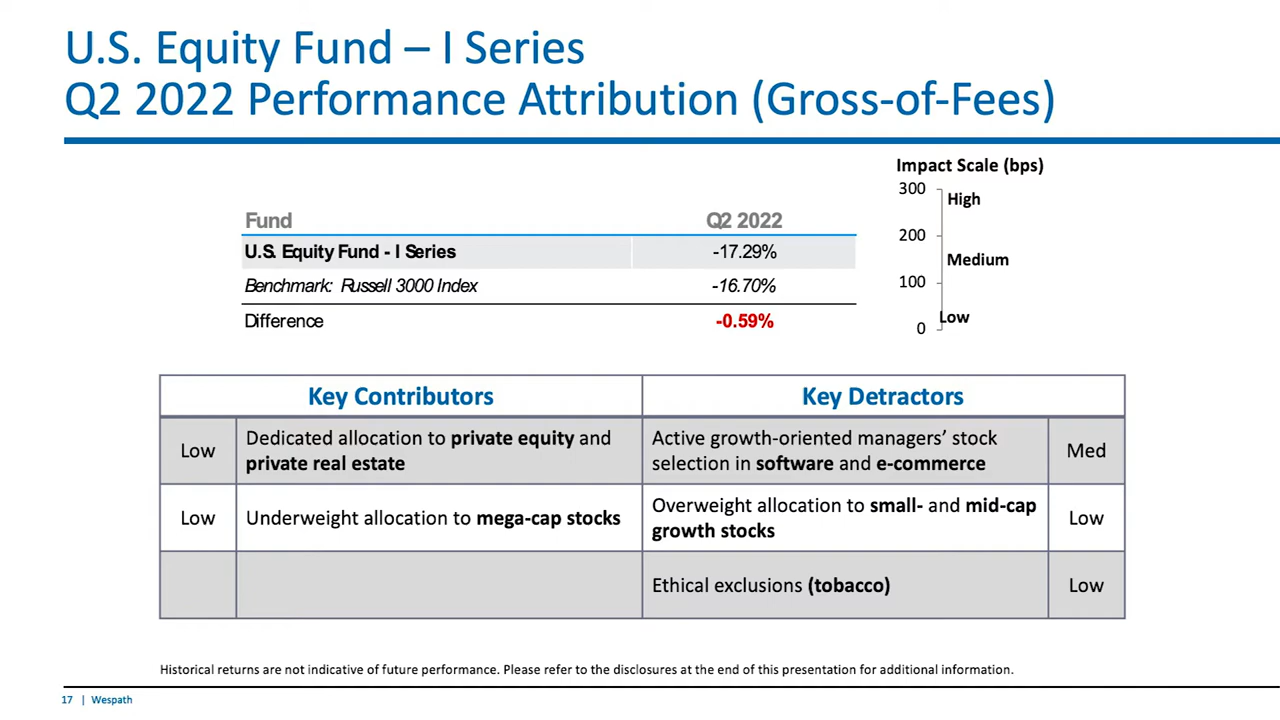 U.S. Equity Fund – I Series
Q2 2022 Performance Attribution (Gross-of-Fees)
Impact Scale (bps)
300
High
200
Medium
100
Low
0
Fund Q2 2022
U.S. Equity Fund - I Series -17.29%
Benchmark: Russell 3000 Index -16.70%
Difference -0.59%
Key Contributors
Key Detractors
Low
Dedicated allocation to private equity and
private real estate
Active growth-oriented managers’ stock
selection in software and e-commerce
Med
Low
Underweight allocation to mega-cap stocks
Overweight allocation to small- and mid-cap
growth stocks
Low
Ethical exclusions (tobacco)
Low
Historical returns are not indicative of future performance. Please refer to the disclosures at the end of this presentation for additional information.
17 | Wespath